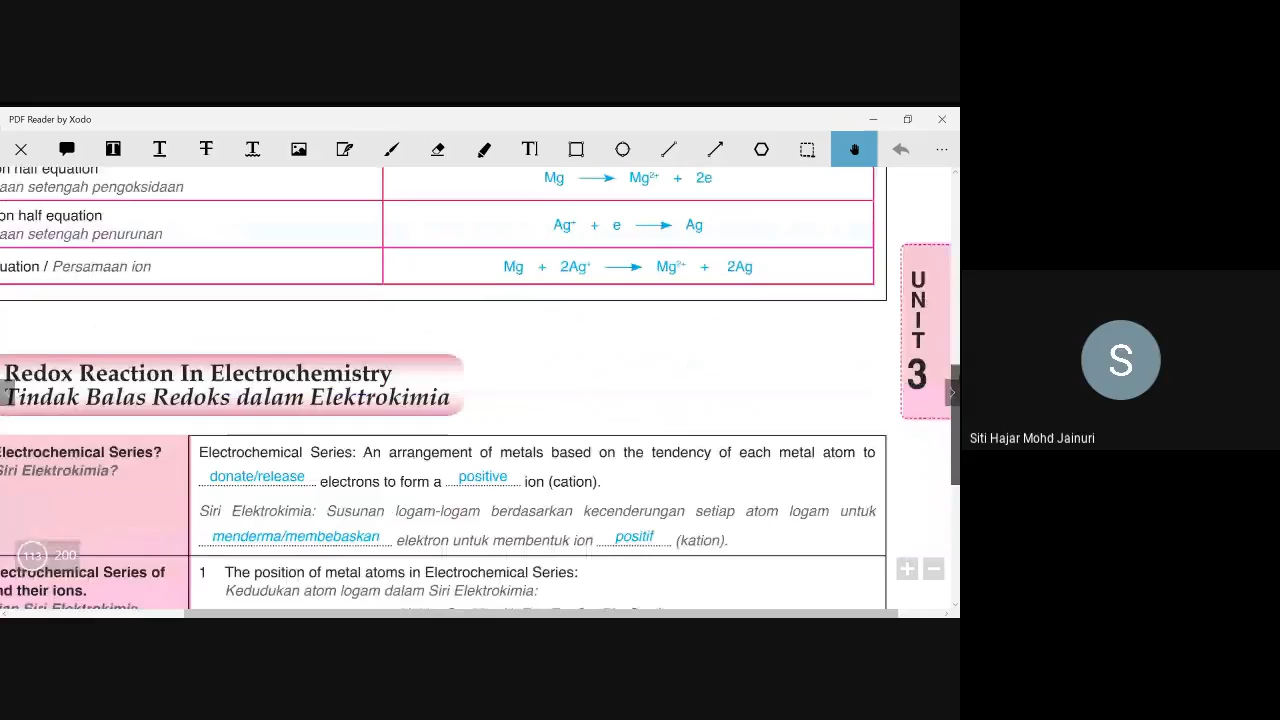 PDF Reader by Xodo
on half equation
aan setengah pengoksidaan
Mg ⟶ Mg²⁺ + 2e
on half equation
aan setengah penurunan
Ag⁺ + e ⟶ Ag
uation / Persamaan ion
Mg + 2Ag⁺ ⟶ Mg²⁺ + 2Ag
UNIT
3
Redox Reaction In Electrochemistry
Tindak Balas Redoks dalam Elektrokimia
Electrochemical Series?
Siri Elektrokimia?
Electrochemical Series: An arrangement of metals based on the tendency of each metal atom to
donate/release electrons to form a positive ion (cation).
Siri Elektrokimia: Susunan logam-logam berdasarkan kecenderungan setiap atom logam untuk
menderma/membebaskan elektron untuk membentuk ion positif (kation).
113 200
ectrochemical Series of
nd their ions.
1 The position of metal atoms in Electrochemical Series:
Kedudukan atom logam dalam Siri Elektrokimia:
S
Siti Hajar Mohd Jainuri